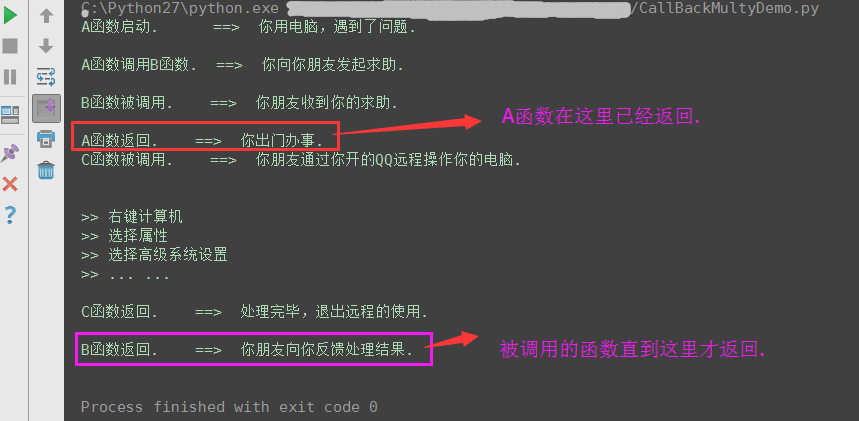 C:\Python27\python.exe /CallBackMultyDemo.py
A函数启动. ==> 你用电脑,遇到了问题.
A函数调用B函数. ==> 你向你朋友发起求助.
B函数被调用. ==> 你朋友收到你的求助.
A函数在这里已经返回.
A函数返回. ==> 你出门办事.
C函数被调用. ==> 你朋友通过你开的QQ远程操作你的电脑.
>> 右键计算机
>> 选择属性
>> 选择高级系统设置
>> ... ...
C函数返回. ==> 处理完毕,退出远程的使用.
B函数返回. ==> 你朋友向你反馈处理结果.
被调用的函数直到这里才返回.
Process finished with exit code 0